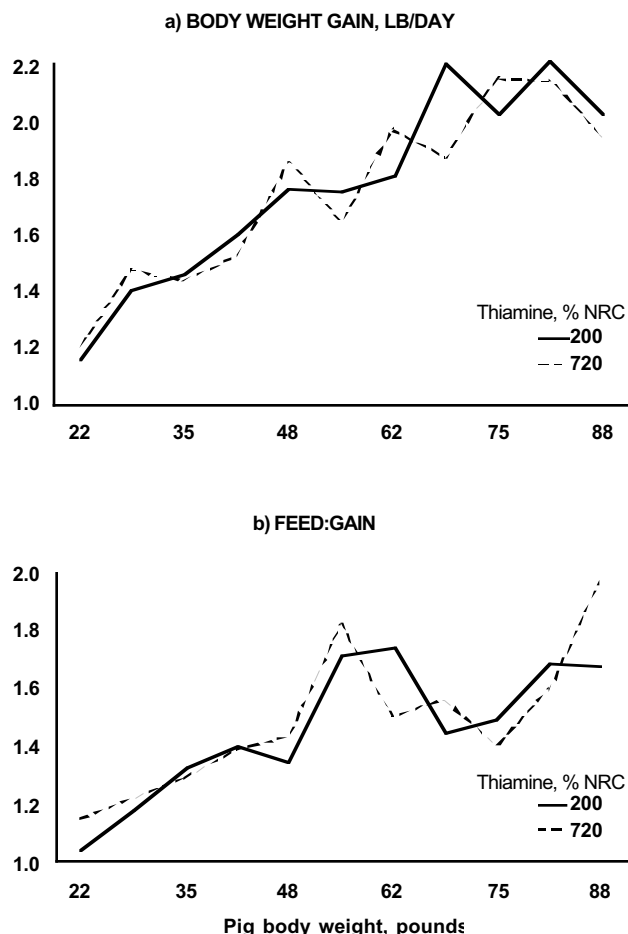 a) BODY WEIGHT GAIN, LB/DAY
2.2
2.0
1.8
1.6
1.4
1.2
1.0
Thiamine, % NRC
200
720
22 35 48 62 75 88
b) FEED:GAIN
2.0
1.8
1.6
1.4
1.2
1.0
Thiamine, % NRC
200
720
22 35 48 62 75 88
Pig body weight, pounds